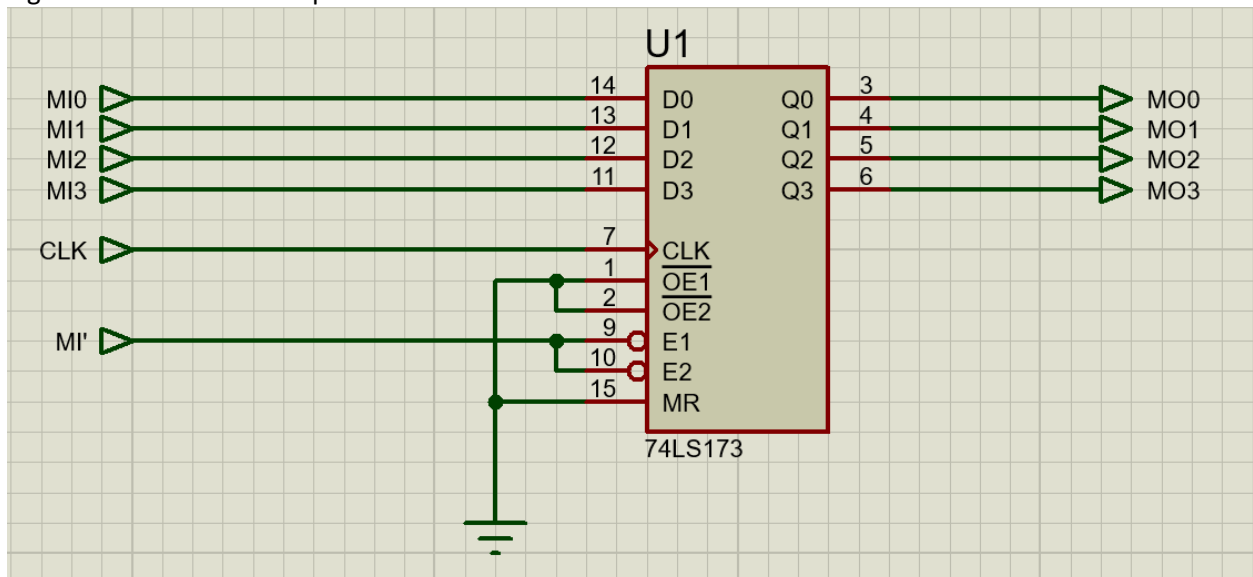 U1
MI0 14 D0 Q0 3 MO0
MI1 13 D1 Q1 4 MO1
MI2 12 D2 Q2 5 MO2
MI3 11 D3 Q3 6 MO3
CLK 7 CLK
1 OE1
2 OE2
MI' 9 E1
10 E2
15 MR
74LS173